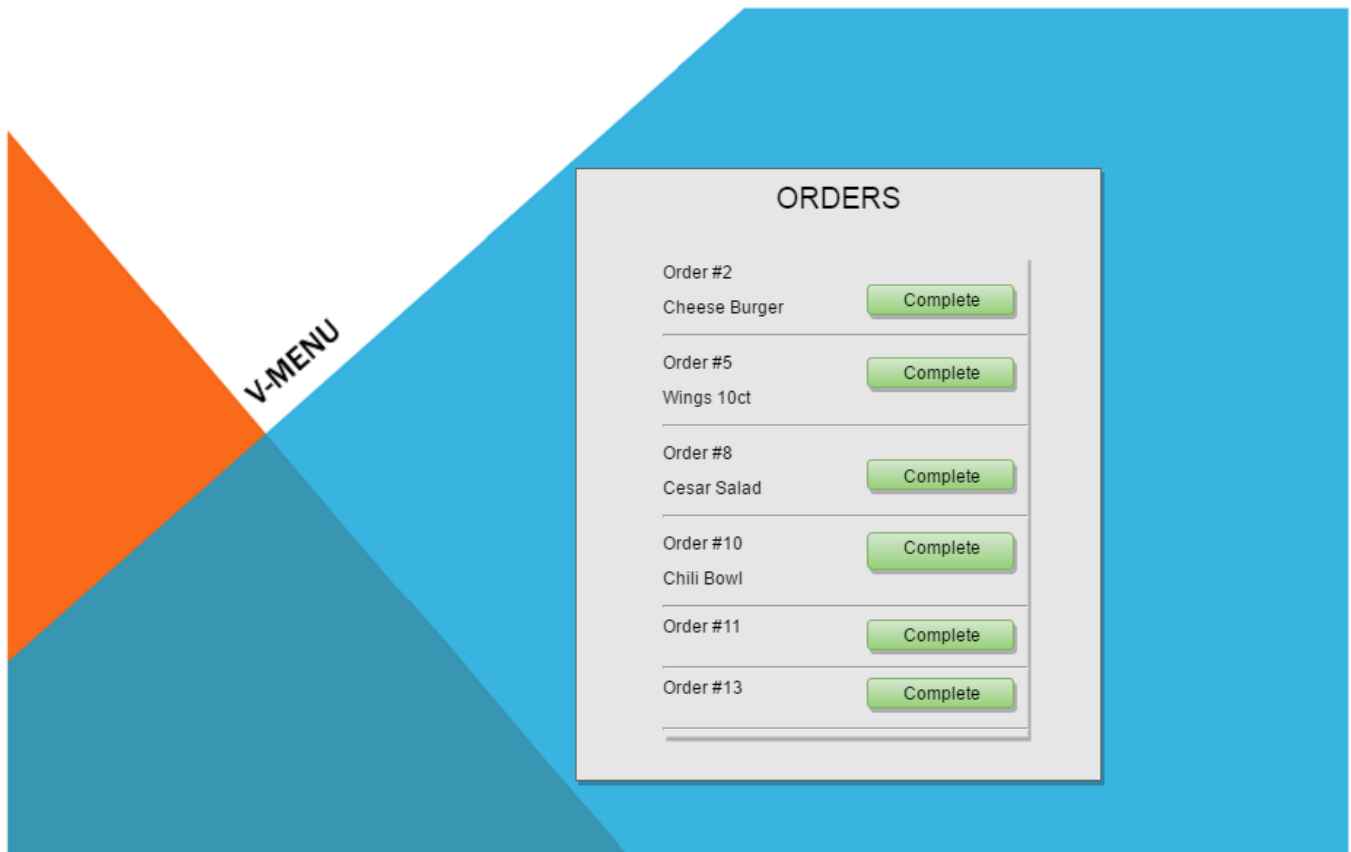 V-MENU
ORDERS
Order #2
Cheese Burger
Complete
Order #5
Wings 10ct
Complete
Order #8
Cesar Salad
Complete
Order #10
Chili Bowl
Complete
Order #11
Complete
Order #13
Complete